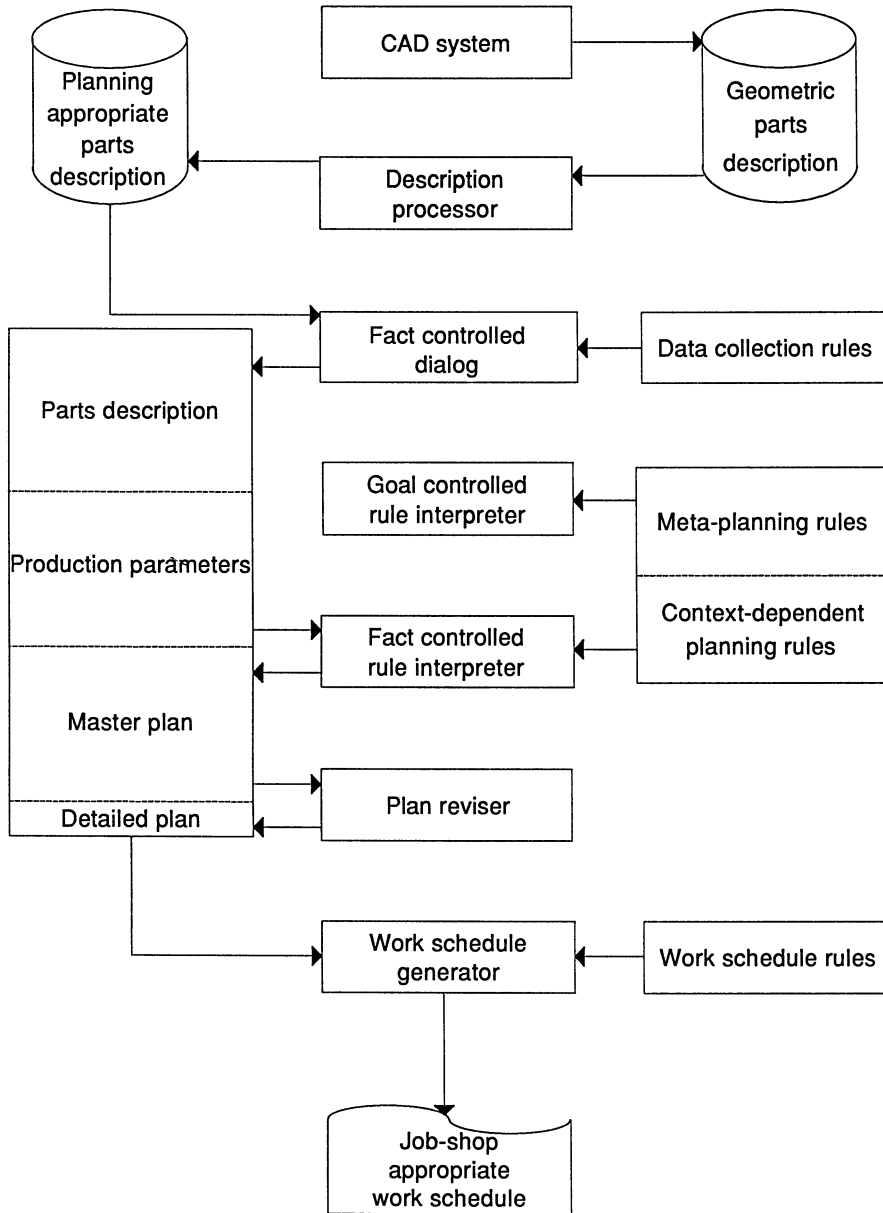 Planning
appropriate
parts
description
CAD system
Geometric
parts
description
Description
processor
Fact controlled
dialog
Data collection rules
Parts description
Goal controlled
rule interpreter
Meta-planning rules
Production parameters
Context-dependent
planning rules
Fact controlled
rule interpreter
Master plan
Plan reviser
Detailed plan
Work schedule
generator
Work schedule rules
Job-shop
appropriate
work schedule